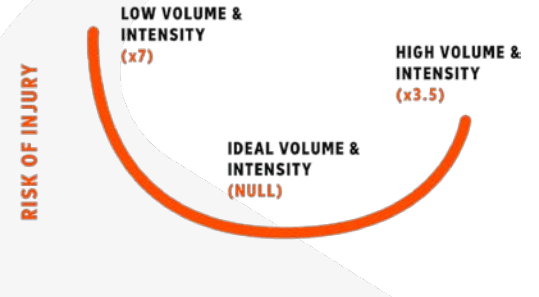 LOW VOLUME &
INTENSITY
(x7)
HIGH VOLUME &
INTENSITY
(x3.5)
RISK OF INJURY
IDEAL VOLUME &
INTENSITY
(NULL)